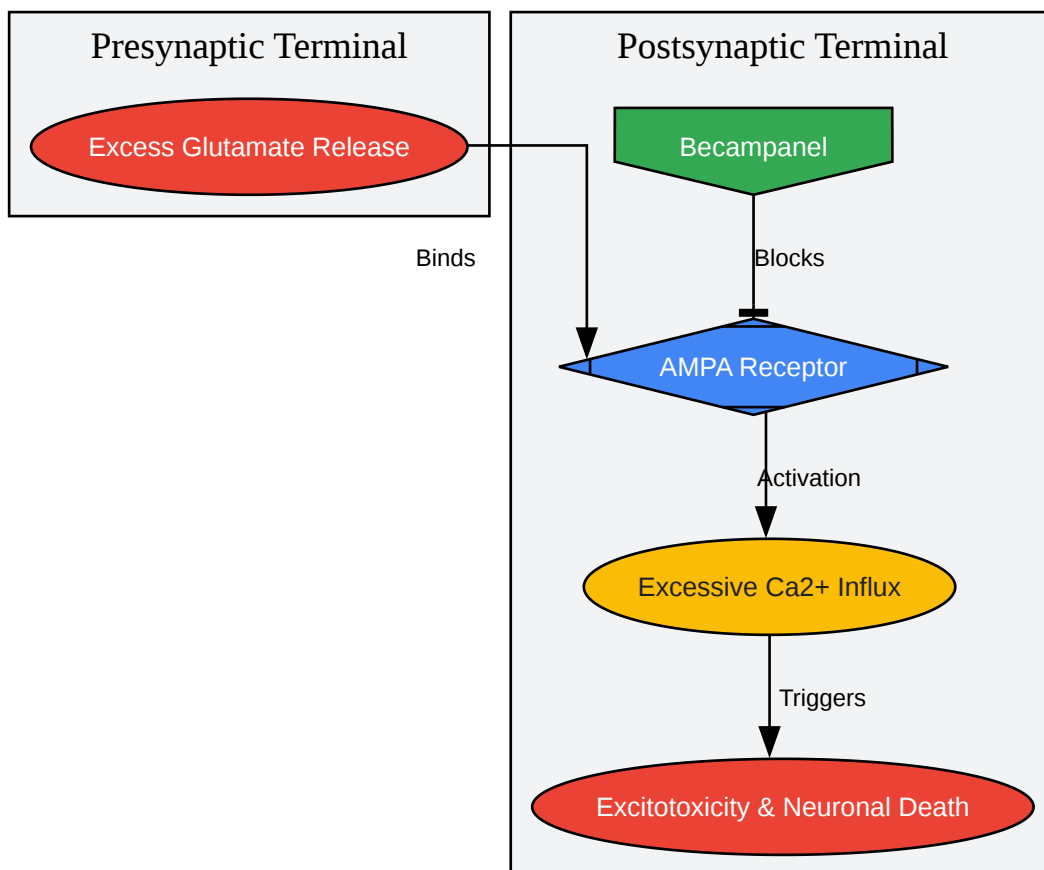 Presynaptic Terminal
Postsynaptic Terminal
Excess Glutamate Release
Becampanel
Binds
Blocks
AMPA Receptor
Activation
Excessive Ca2+ Influx
Triggers
Excitotoxicity & Neuronal Death